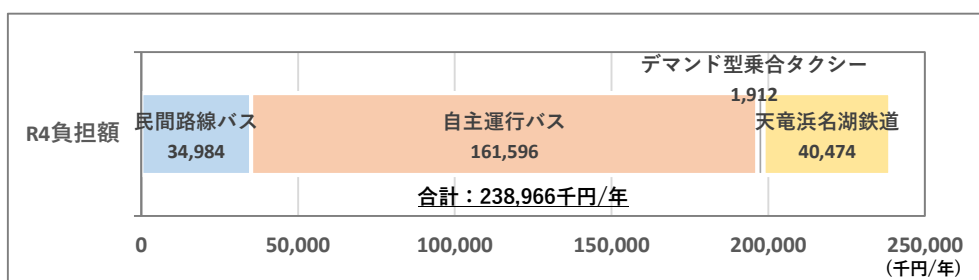 デマンド型乗合タクシー
1,912
民間路線バス
34,984
自主運行バス
161,596
天竜浜名湖鉄道
40,474
R4負担額
合計：238,966千円/年
0
50,000
100,000
150,000
200,000
250,000
(千円/年)